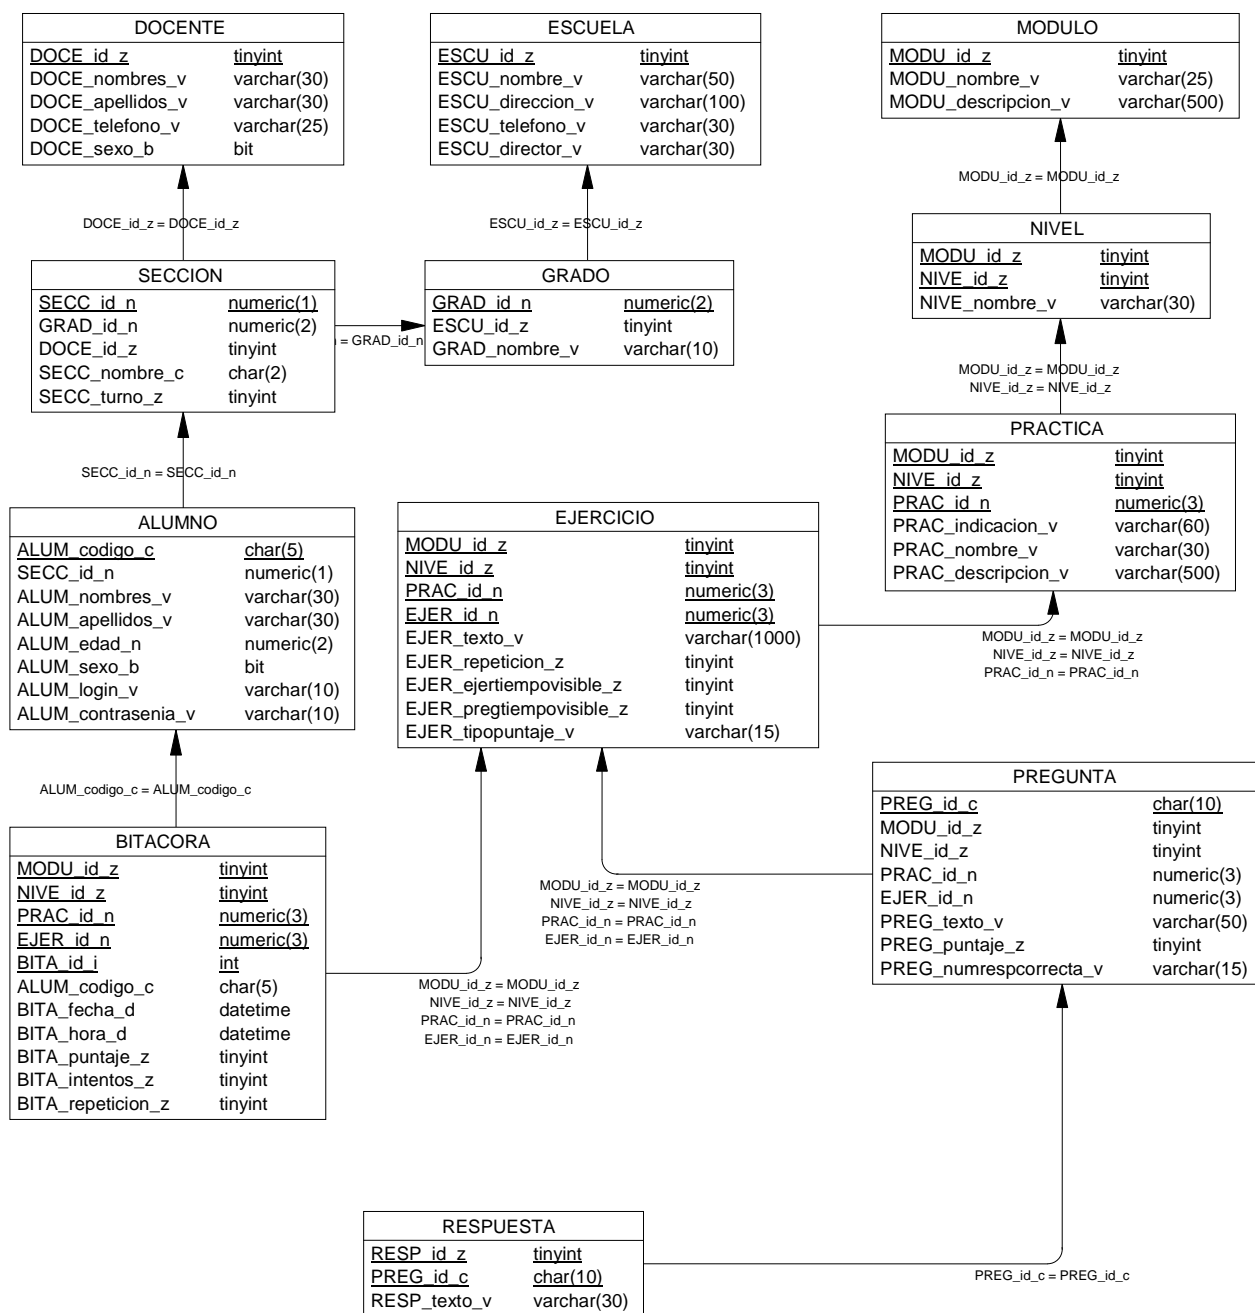 DOCENTE
DOCE_id_z tinyint
DOCE_nombres_v varchar(30)
DOCE_apellidos_v varchar(30)
DOCE_telefono_v varchar(25)
DOCE_sexo_b bit
ESCUELA
ESCU_id_z tinyint
ESCU_nombre_v varchar(50)
ESCU_direccion_v varchar(100)
ESCU_telefono_v varchar(30)
ESCU_director_v varchar(30)
MODULO
MODU_id_z tinyint
MODU_nombre_v varchar(25)
MODU_descripcion_v varchar(500)
DOCE_id_z = DOCE_id_z
ESCU_id_z = ESCU_id_z
MODU_id_z = MODU_id_z
SECCION
SECC_id_n numeric(1)
GRAD_id_n numeric(2)
DOCE_id_z tinyint
SECC_nombre_c char(2)
SECC_turno_z tinyint
= GRAD_id_n
GRADO
GRAD_id_n numeric(2)
ESCU_id_z tinyint
GRAD_nombre_v varchar(10)
NIVEL
MODU_id_z tinyint
NIVE_id_z tinyint
NIVE_nombre_v varchar(30)
MODU_id_z = MODU_id_z
NIVE_id_z = NIVE_id_z
SECC_id_n = SECC_id_n
PRACTICA
MODU_id_z tinyint
NIVE_id_z tinyint
PRAC_id_n numeric(3)
PRAC_indicacion_v varchar(60)
PRAC_nombre_v varchar(30)
PRAC_descripcion_v varchar(500)
ALUMNO
ALUM_codigo_c char(5)
SECC_id_n numeric(1)
ALUM_nombres_v varchar(30)
ALUM_apellidos_v varchar(30)
ALUM_edad_n numeric(2)
ALUM_sexo_b bit
ALUM_login_v varchar(10)
ALUM_contrasenia_v varchar(10)
EJERCICIO
MODU_id_z tinyint
NIVE_id_z tinyint
PRAC_id_n numeric(3)
EJER_id_n numeric(3)
EJER_texto_v varchar(1000)
EJER_repeticion_z tinyint
EJER_ejertiempovisible_z tinyint
EJER_pregtiempovisible_z tinyint
EJER_tipopuntaje_v varchar(15)
MODU_id_z = MODU_id_z
NIVE_id_z = NIVE_id_z
PRAC_id_n = PRAC_id_n
ALUM_codigo_c = ALUM_codigo_c
PREGUNTA
PREG_id_c char(10)
MODU_id_z tinyint
NIVE_id_z tinyint
PRAC_id_n numeric(3)
EJER_id_n numeric(3)
PREG_texto_v varchar(50)
PREG_puntaje_z tinyint
PREG_numrespcorrecta_v varchar(15)
BITACORA
MODU_id_z tinyint
NIVE_id_z tinyint
PRAC_id_n numeric(3)
EJER_id_n numeric(3)
BITA_id_i int
ALUM_codigo_c char(5)
BITA_fecha_d datetime
BITA_hora_d datetime
BITA_puntaje_z tinyint
BITA_intentos_z tinyint
BITA_repeticion_z tinyint
MODU_id_z = MODU_id_z
NIVE_id_z = NIVE_id_z
PRAC_id_n = PRAC_id_n
EJER_id_n = EJER_id_n
MODU_id_z = MODU_id_z
NIVE_id_z = NIVE_id_z
PRAC_id_n = PRAC_id_n
EJER_id_n = EJER_id_n
RESPUESTA
RESP_id_z tinyint
PREG_id_c char(10)
RESP_texto_v varchar(30)
PREG_id_c = PREG_id_c